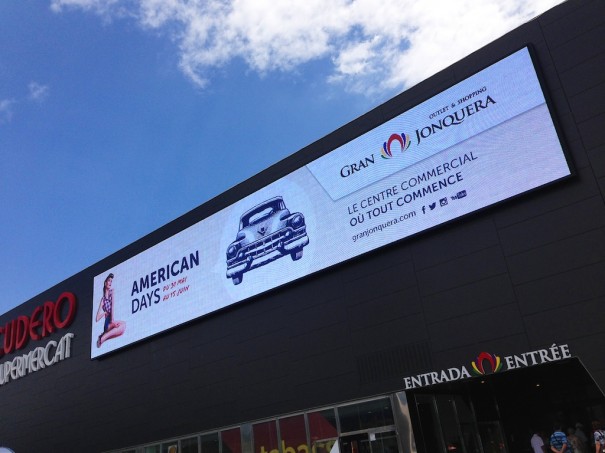 OUTLET & SHOPPING
GRAN JONQUERA
LE CENTRE COMMERCIAL
OÙ TOUT COMMENCE
granjonquera.com
AMERICAN
DAYS
DU 30 MAI
AU 15 JUIN
CUDERO
SUPERMERCAT
ENTRADA ENTRÉE